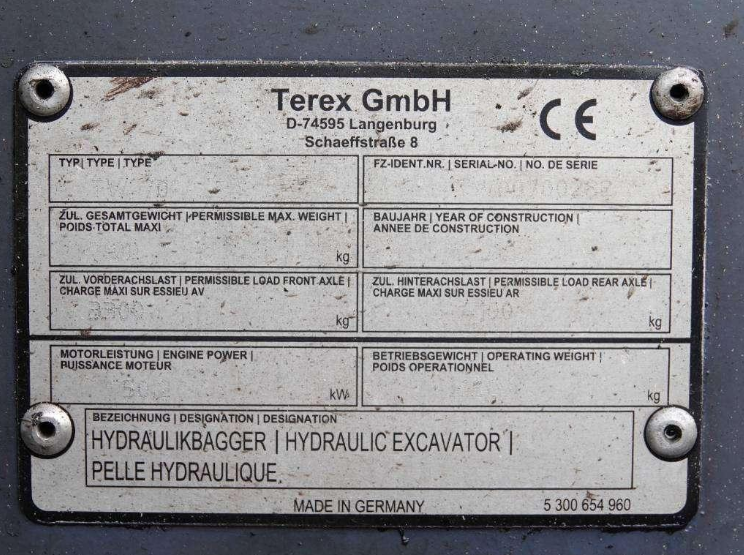 Terex GmbH
D-74595 Langenburg
Schaeffstraße 8
CE
TYP | TYPE | TYPE
FZ-IDENT.NR. | SERIAL-NO. | NO. DE SERIE
ZUL. GESAMTGEWICHT | PERMISSIBLE MAX. WEIGHT |
POIDS TOTAL MAXI
kg
BAUJAHR | YEAR OF CONSTRUCTION |
ANNEE DE CONSTRUCTION
ZUL. VORDERACHSLAST | PERMISSIBLE LOAD FRONT AXLE |
CHARGE MAXI SUR ESSIEU AV
kg
ZUL. HINTERACHSLAST | PERMISSIBLE LOAD REAR AXLE |
CHARGE MAXI SUR ESSIEU AR
kg
MOTORLEISTUNG | ENGINE POWER |
PUISSANCE MOTEUR
kW
BETRIEBSGEWICHT | OPERATING WEIGHT |
POIDS OPERATIONNEL
kg
BEZEICHNUNG | DESIGNATION | DESIGNATION
HYDRAULIKBAGGER | HYDRAULIC EXCAVATOR |
PELLE HYDRAULIQUE
MADE IN GERMANY
5 300 654 960